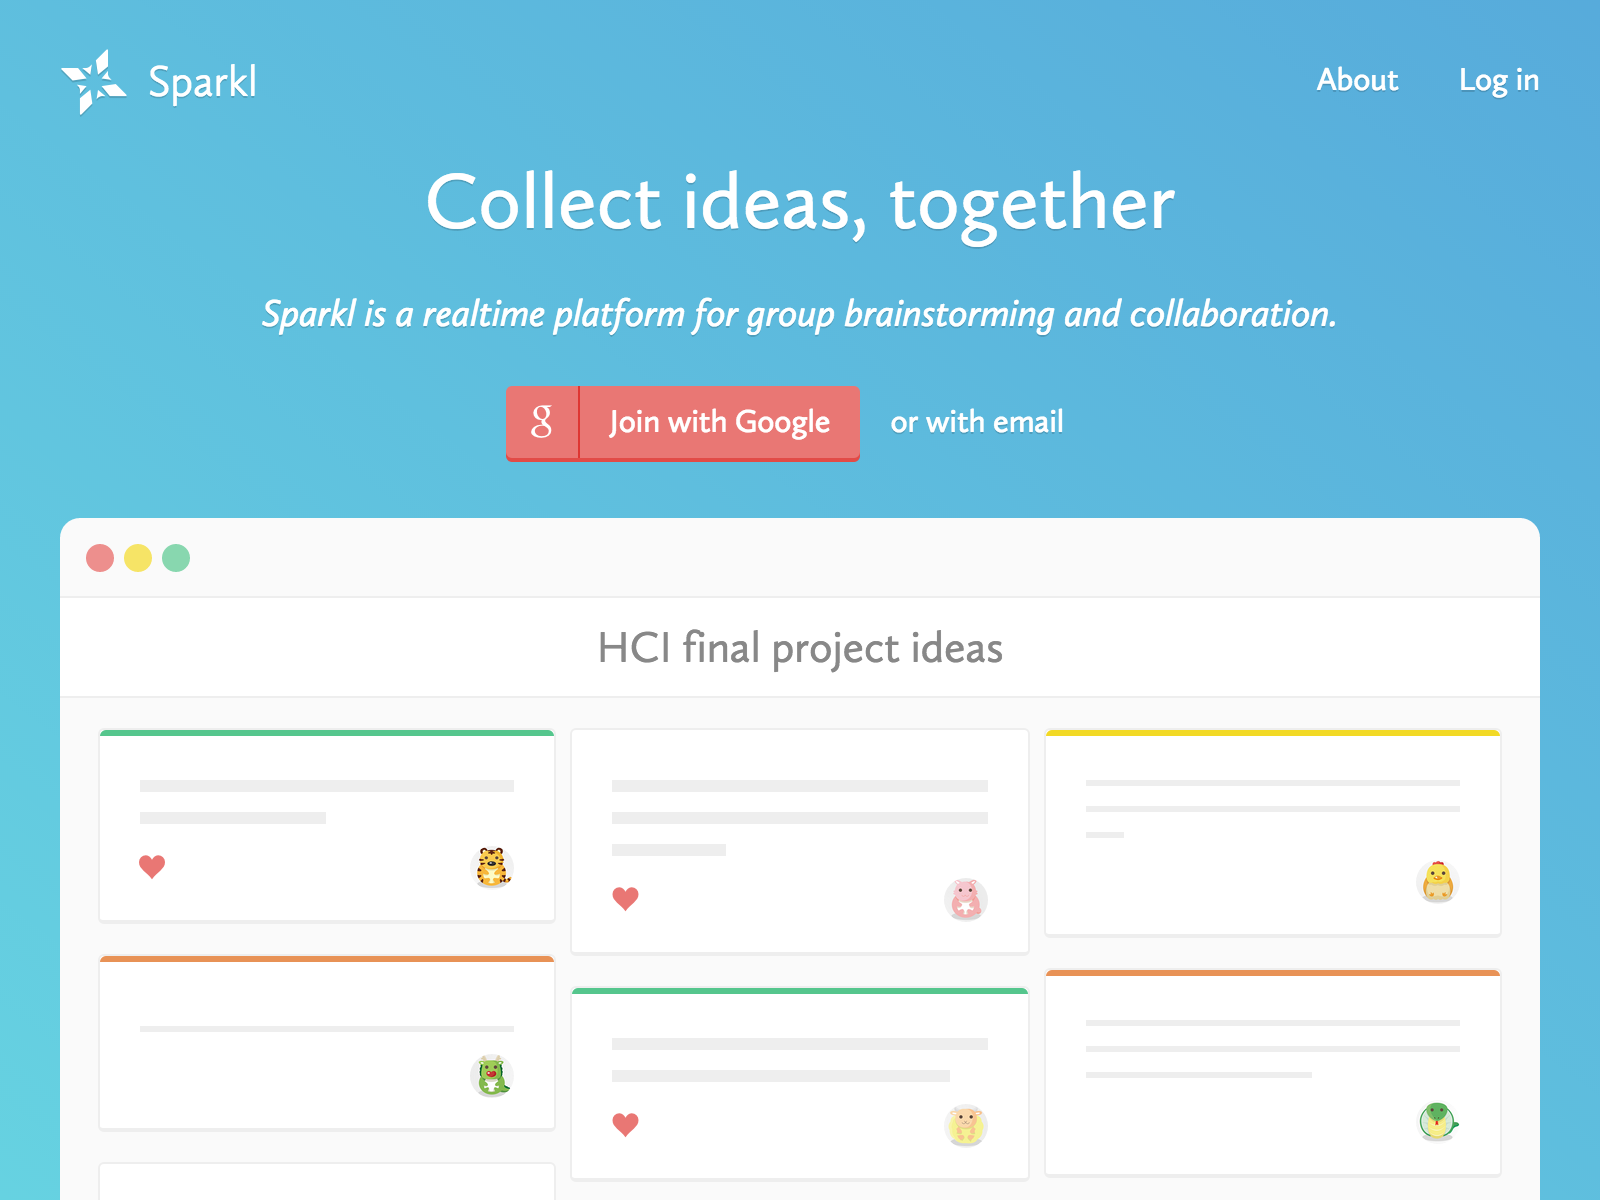 Sparkl
About
Log in
Collect ideas, together
Sparkl is a realtime platform for group brainstorming and collaboration.
g
Join with Google
or with email
HCI final project ideas